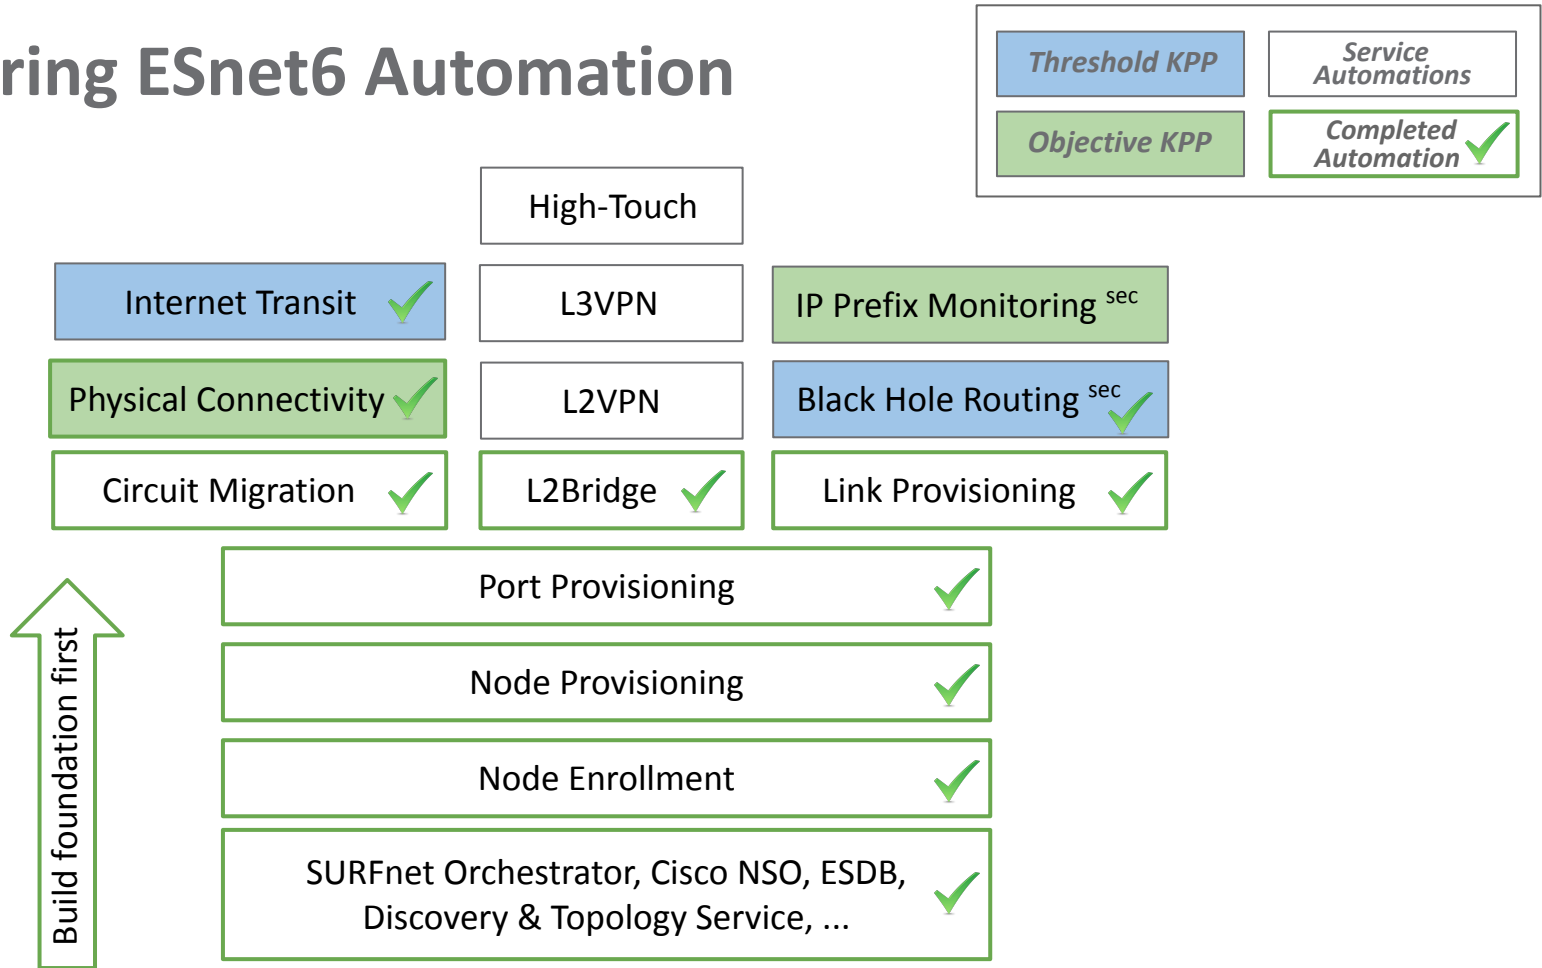 ring ESnet6 Automation
Threshold KPP
Service
Automations
Objective KPP
Completed
Automation
High-Touch
Internet Transit
L3VPN
IP Prefix Monitoring sec
Physical Connectivity
L2VPN
Black Hole Routing sec
Circuit Migration
L2Bridge
Link Provisioning
Port Provisioning
Node Provisioning
Node Enrollment
SURFnet Orchestrator, Cisco NSO, ESDB,
Discovery & Topology Service, ...
Build foundation first